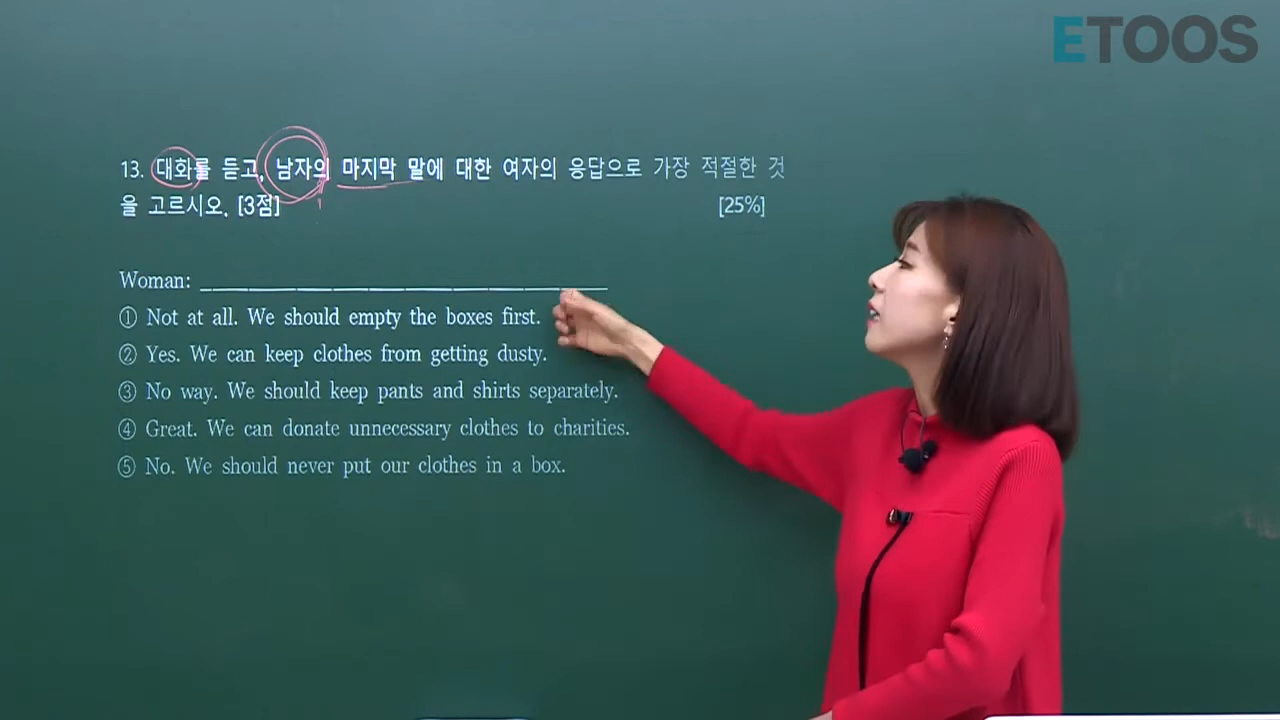 ETOOS
13. 대화를 듣고, 남자의 마지막 말에 대한 여자의 응답으로 가장 적절한 것
을 고르시오. [3점] [25%]
Woman: _______________
① Not at all. We should empty the boxes first.
② Yes. We can keep clothes from getting dusty.
③ No way. We should keep pants and shirts separately.
④ Great. We can donate unnecessary clothes to charities.
⑤ No. We should never put our clothes in a box.